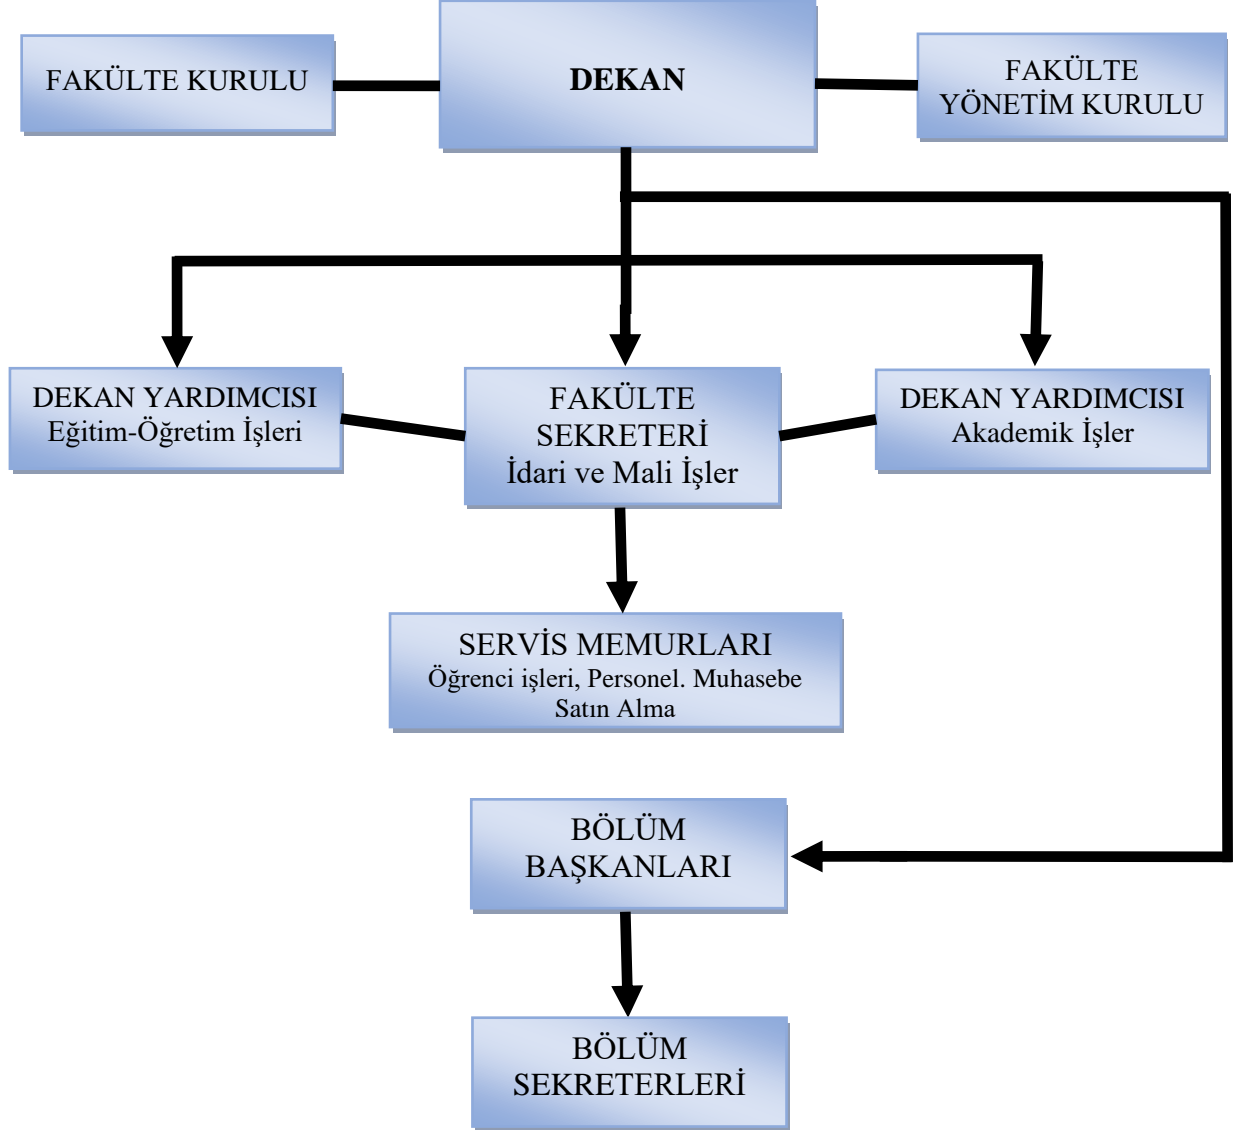 FAKÜLTE KURULU
DEKAN
FAKÜLTE
YÖNETİM KURULU
DEKAN YARDIMCISI
Eğitim-Öğretim İşleri
FAKÜLTE
SEKRETERİ
İdari ve Mali İşler
DEKAN YARDIMCISI
Akademik İşler
SERVİS MEMURLARI
Öğrenci işleri, Personel. Muhasebe
Satın Alma
BÖLÜM
BAŞKANLARI
BÖLÜM
SEKRETERLERİ